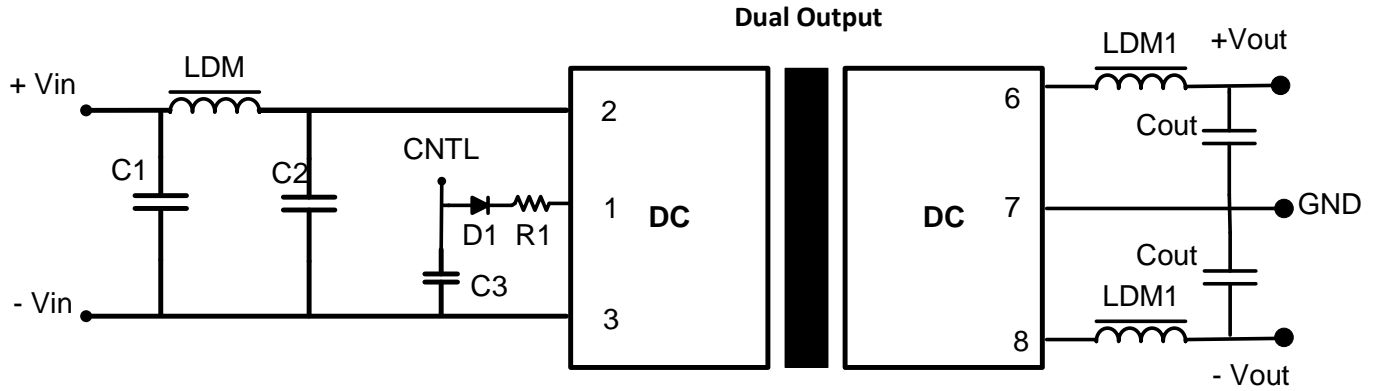 Dual Output
LDM1
+Vout
LDM
+ Vin
6
2
Cout
CNTL
C1
C2
1
DC
DC
7
GND
D1
R1
C3
Cout
LDM1
- Vin
3
8
- Vout